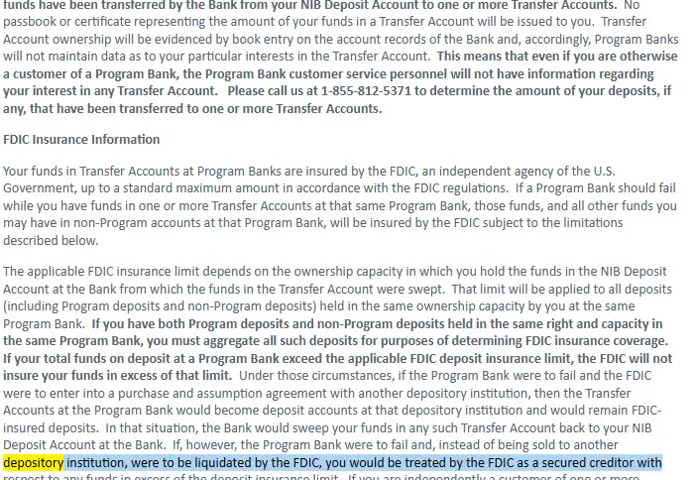 funds have been transferred by the Bank from your NIB Deposit Account to one or more Transfer Accounts.  No
passbook or certificate representing the amount of your funds in a Transfer Account will be issued to you.  Transfer
Account ownership will be evidenced by book entry on the account records of the Bank and, accordingly, Program Banks
will not maintain data as to your particular interests in the Transfer Account.  This means that even if you are otherwise
a customer of a Program Bank, the Program Bank customer service personnel will not have information regarding
your interest in any Transfer Account.   Please call us at 1-855-812-5371 to determine the amount of your deposits, if
any, that have been transferred to one or more Transfer Accounts.
FDIC Insurance Information
Your funds in Transfer Accounts at Program Banks are insured by the FDIC, an independent agency of the U.S.
Government, up to a standard maximum amount in accordance with the FDIC regulations.  If a Program Bank should fail
while you have funds in one or more Transfer Accounts at that same Program Bank, those funds, and all other funds you
may have in non-Program accounts at that Program Bank, will be insured by the FDIC subject to the limitations
described below.
The applicable FDIC insurance limit depends on the ownership capacity in which you hold the funds in the NIB Deposit
Account at the Bank from which the funds in the Transfer Account were swept.  That limit will be applied to all deposits
(including Program deposits and non-Program deposits) held in the same ownership capacity by you at the same
Program Bank.  If you have both Program deposits and non-Program deposits held in the same right and capacity in
the same Program Bank, you must aggregate all such deposits for purposes of determining FDIC insurance coverage.
If your total funds on deposit at a Program Bank exceed the applicable FDIC deposit insurance limit, the FDIC will not
insure your funds in excess of that limit.  Under those circumstances, if the Program Bank were to fail and the FDIC
were to enter into a purchase and assumption agreement with another depository institution, then the Transfer
Accounts at the Program Bank would become deposit accounts at that depository institution and would remain FDIC-
insured deposits.  In that situation, the Bank would sweep your funds in any such Transfer Account back to your NIB
Deposit Account at the Bank.  If, however, the Program Bank were to fail and, instead of being sold to another
depository institution, were to be liquidated by the FDIC, you would be treated by the FDIC as a secured creditor with
respect to any funds in excess of the deposit insurance limit.  If you are independently a customer of one or more